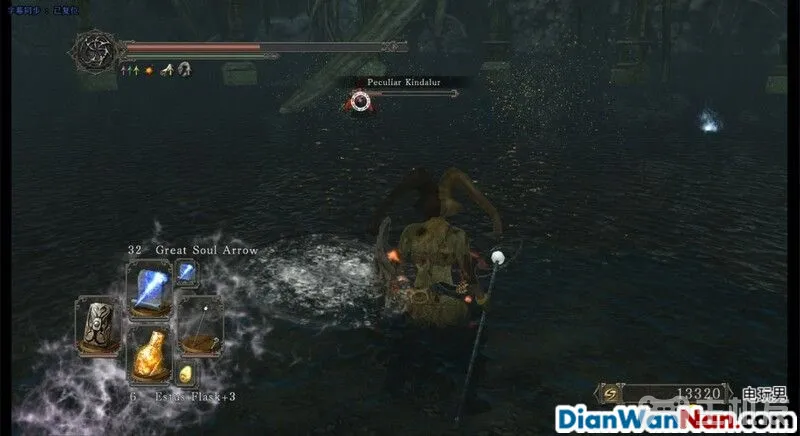 字幕同步：已复位
Peculiar Kindalur
32 Great Soul Arrow
6 Estus Flask+3
13320
电玩男
DianWanNan.com